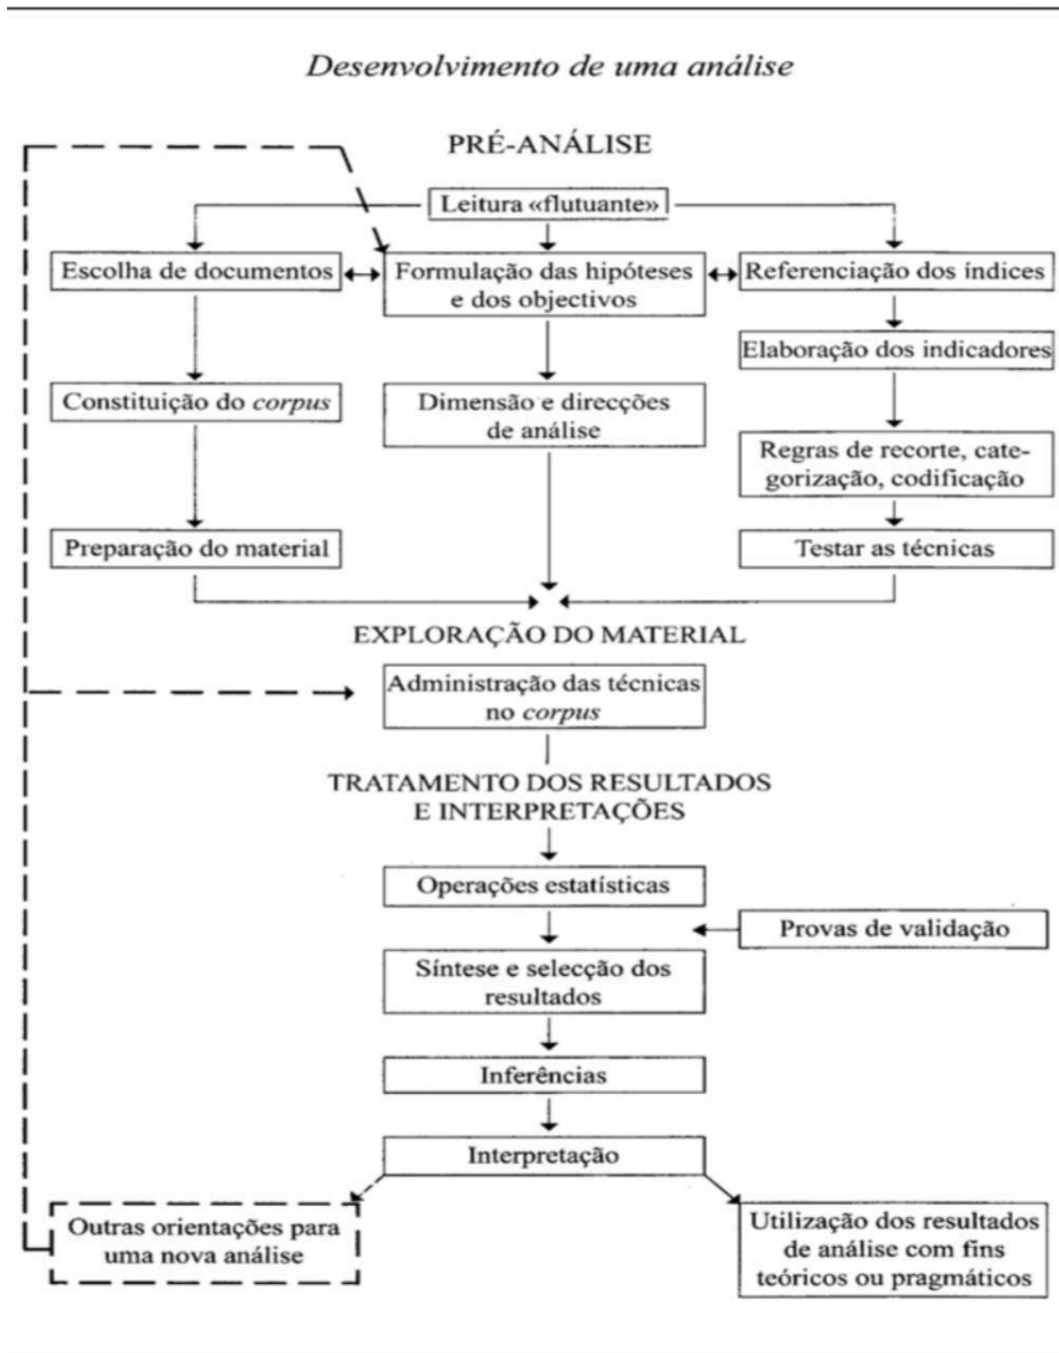 Desenvolvimento de uma análise
PRÉ-ANÁLISE
Leitura «flutuante»
Escolha de documentos
Formulação das hipóteses
e dos objectivos
Referenciação dos índices
Elaboração dos indicadores
Constituição do corpus
Dimensão e direcções
de análise
Regras de recorte, cate-
gorização, codificação
Preparação do material
Testar as técnicas
EXPLORAÇÃO DO MATERIAL
Administração das técnicas
no corpus
TRATAMENTO DOS RESULTADOS
E INTERPRETAÇÕES
Operações estatísticas
Provas de validação
Síntese e selecção dos
resultados
Inferências
Interpretação
Outras orientações para
uma nova análise
Utilização dos resultados
de análise com fins
teóricos ou pragmáticos